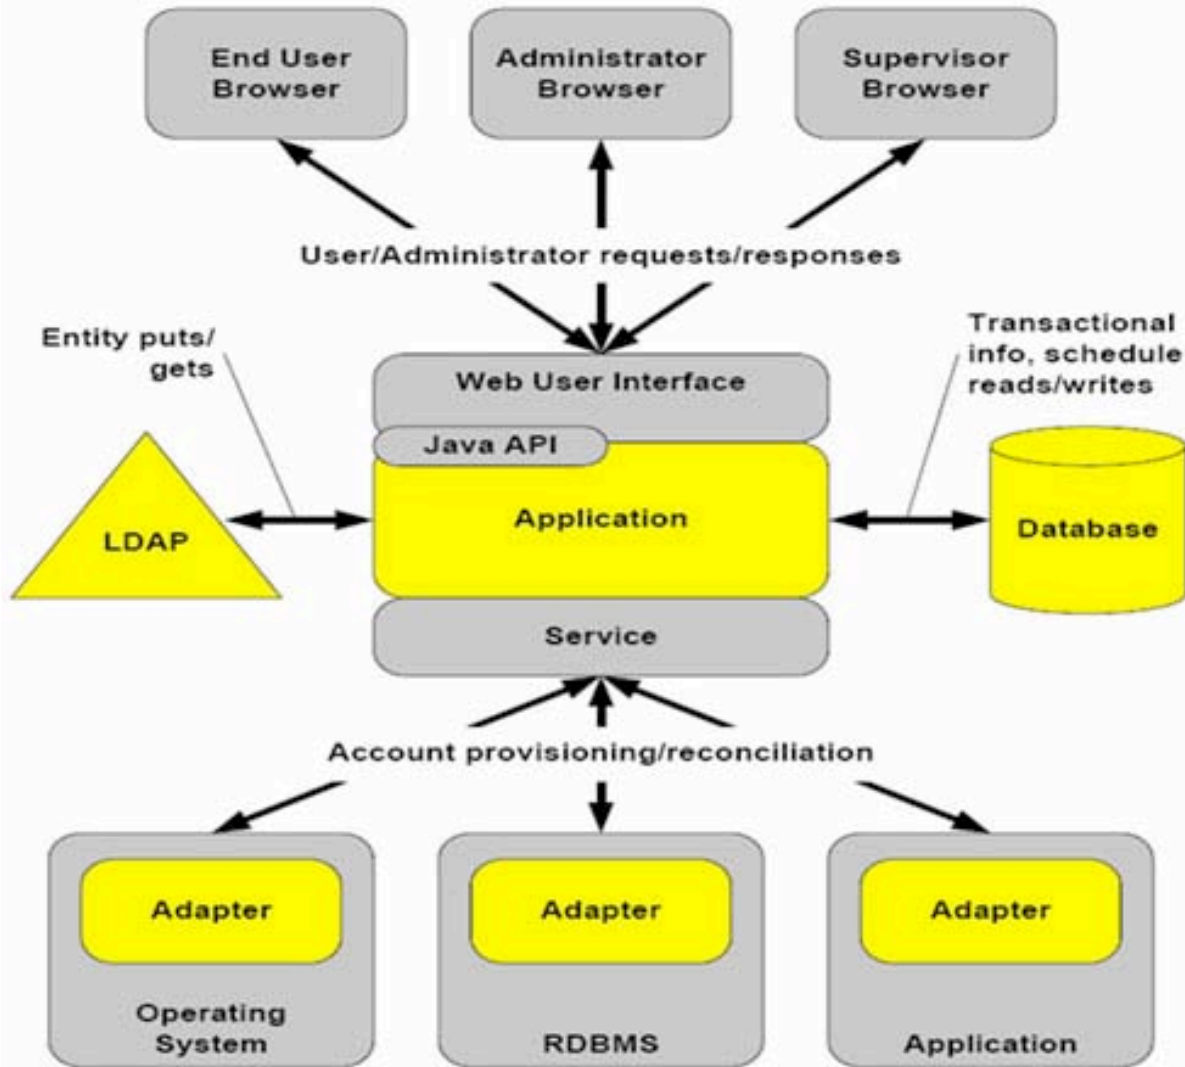 End User
Browser
Administrator
Browser
Supervisor
Browser
User/Administrator requests/responses
Entity puts/
gets
Transactional
info, schedule
reads/writes
Web User Interface
Java API
Application
LDAP
Database
Service
Account provisioning/reconciliation
Adapter
Adapter
Adapter
Operating
System
RDBMS
Application